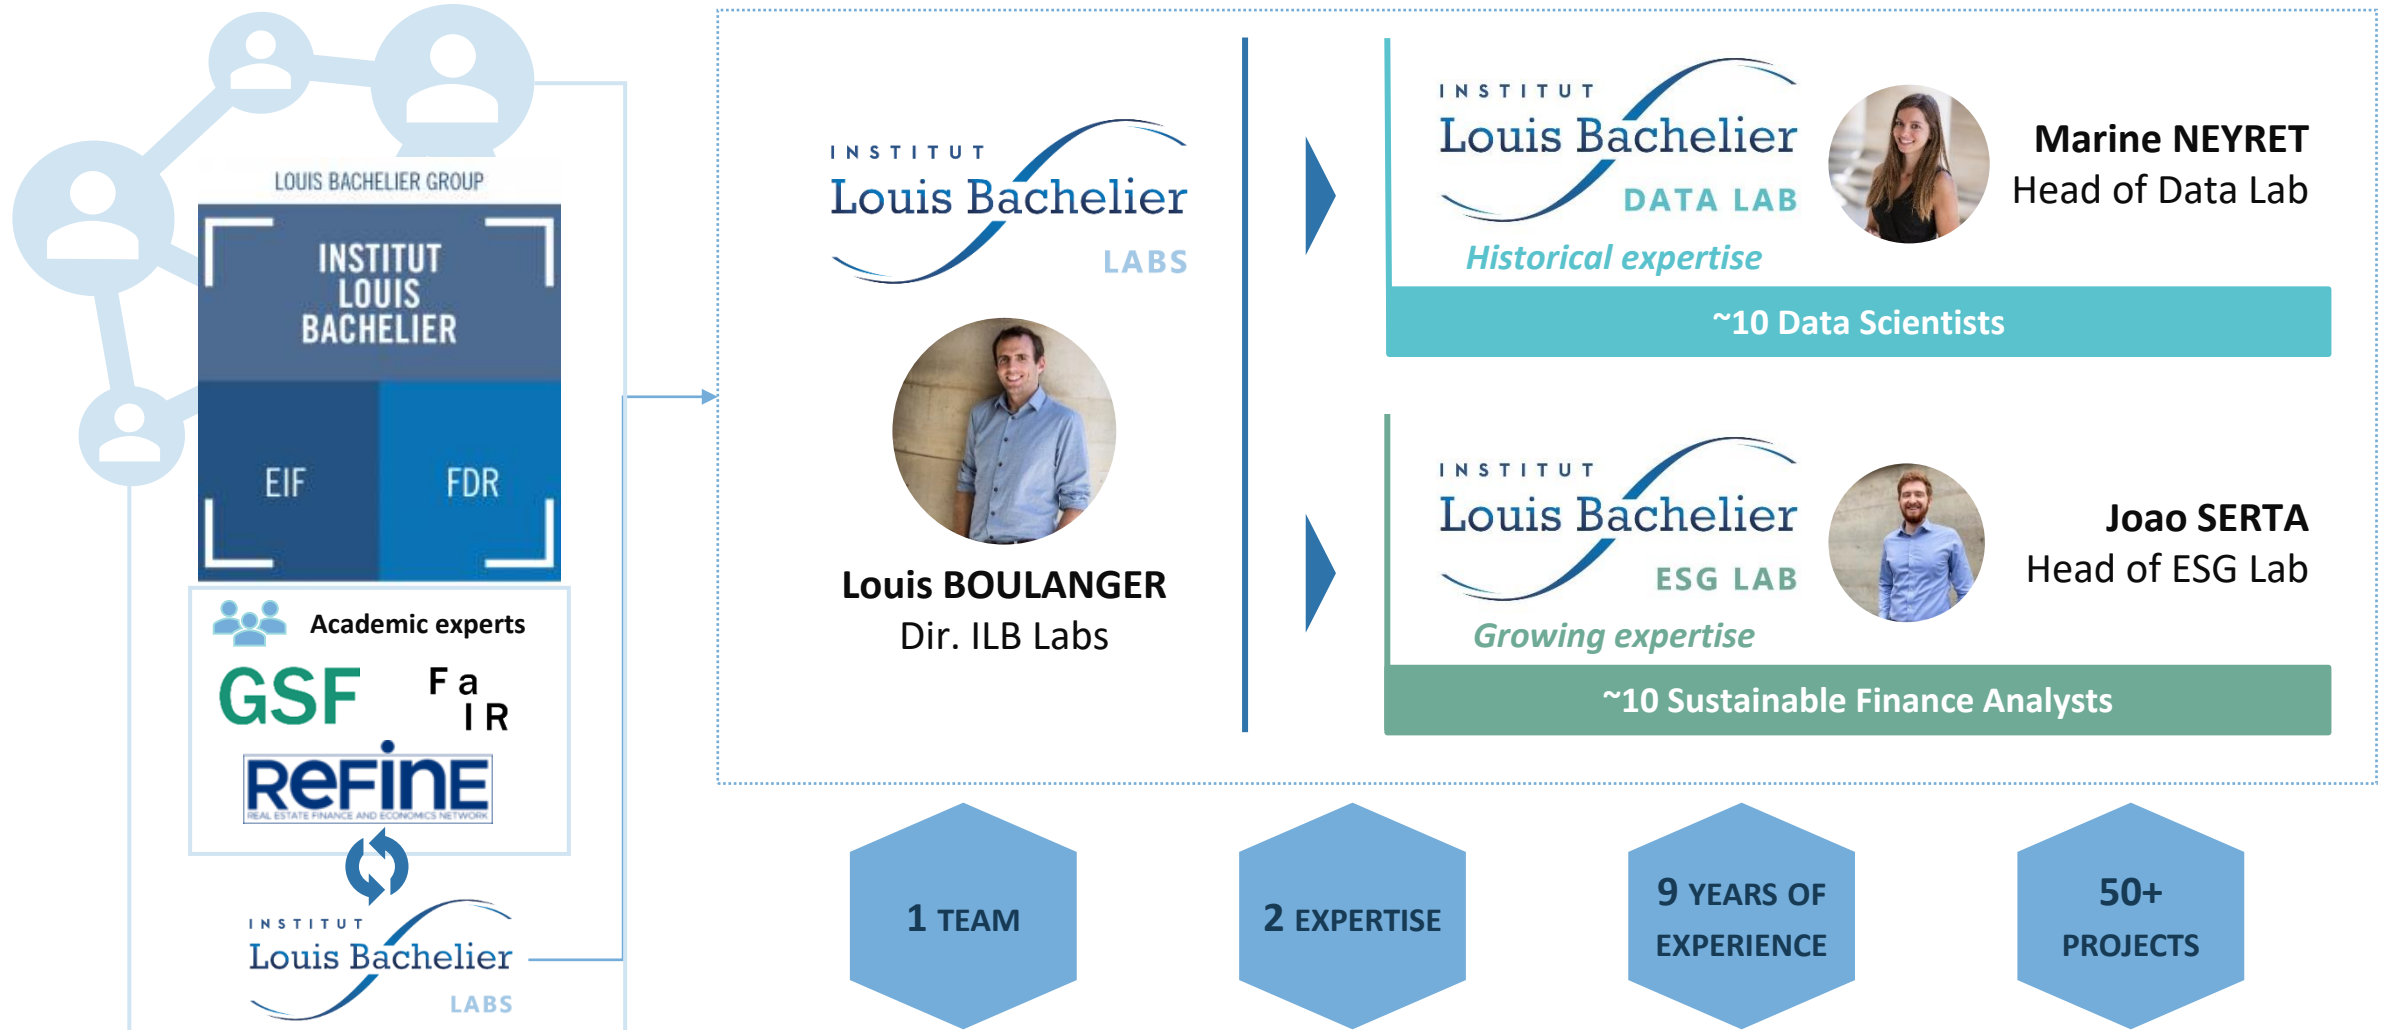 LOUIS BACHELIER GROUP
INSTITUT
LOUIS
BACHELIER
EIF
FDR
Academic experts
GSF
Fa
IR
REFINE
REAL ESTATE FINANCE AND ECONOMICS NETWORK
INSTITUT
Louis Bachelier
LABS
INSTITUT
Louis Bachelier
LABS
Louis BOULANGER
Dir. ILB Labs
INSTITUT
Louis Bachelier
DATA LAB
Historical expertise
Marine NEYRET
Head of Data Lab
~10 Data Scientists
INSTITUT
Louis Bachelier
ESG LAB
Growing expertise
Joao SERTA
Head of ESG Lab
~10 Sustainable Finance Analysts
1 TEAM
2 EXPERTISE
9 YEARS OF
EXPERIENCE
50+
PROJECTS